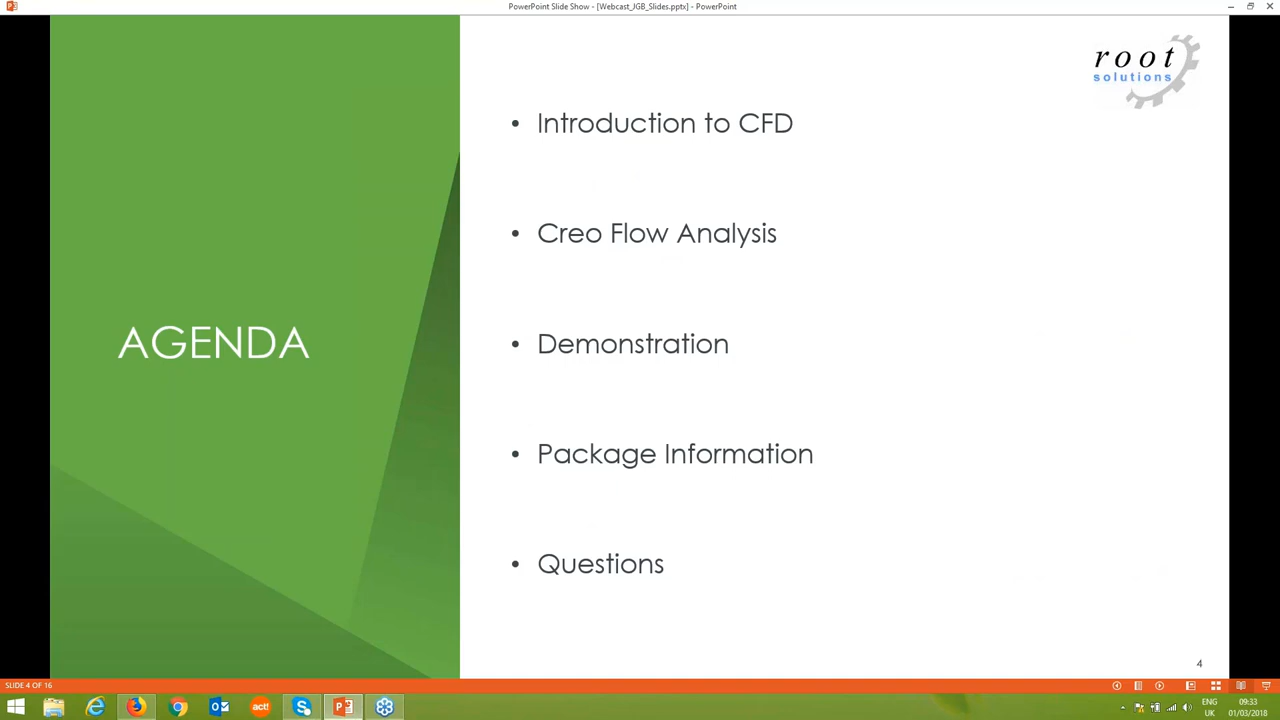 PowerPoint Slide Show - [Webcast_JGB_Slides.pptx] - PowerPoint
root
solutions
• Introduction to CFD
• Creo Flow Analysis
AGENDA
• Demonstration
• Package Information
• Questions
4
SLIDE 4 OF 16
act!
ENG
UK
09:33
01/03/2018